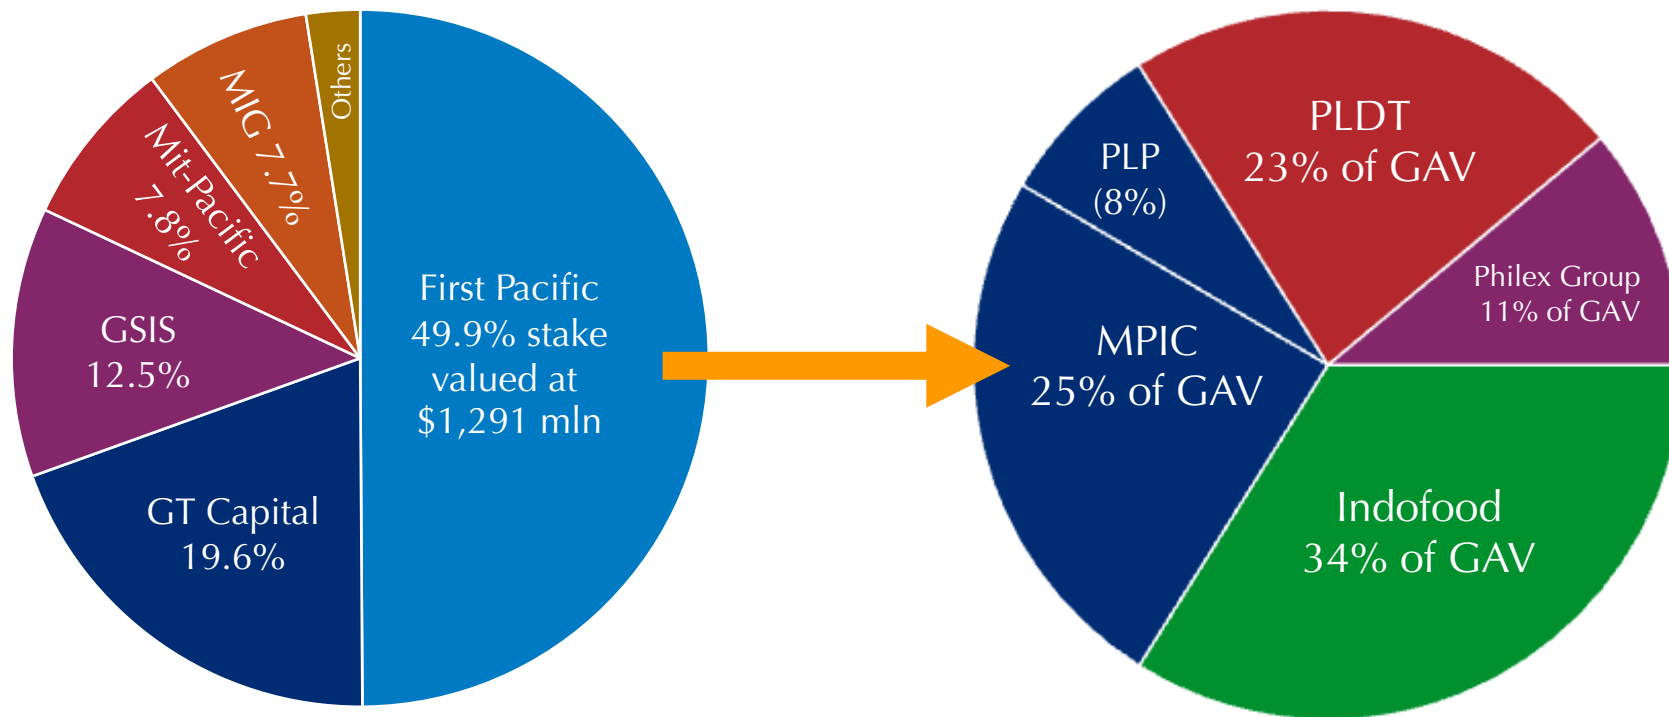 Others
MIG 7.7%
Mit-Pacific
7.8%
GSIS
12.5%
GT Capital
19.6%
First Pacific
49.9% stake
valued at
$1,291 mln
PLDT
23% of GAV
PLP
(8%)
Philex Group
11% of GAV
MPIC
25% of GAV
Indofood
34% of GAV